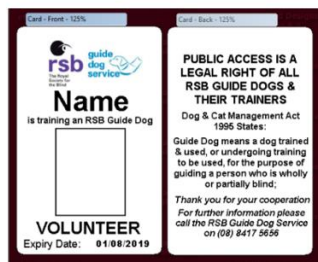 Card - Front - 125%
rsb
The Royal
Society for
the Blind
guide
dog
service
Name
is training an RSB Guide Dog
VOLUNTEER
Expiry Date: 01/08/2019
Card - Back - 125%
PUBLIC ACCESS IS A
LEGAL RIGHT OF ALL
RSB GUIDE DOGS &
THEIR TRAINERS
Dog & Cat Management Act
1995 States:
Guide Dog means a dog trained
& used, or undergoing training
to be used, for the purpose of
guiding a person who is wholly
or partially blind;
Thank you for your cooperation
For further information please
call the RSB Guide Dog Service
on (08) 8417 5656